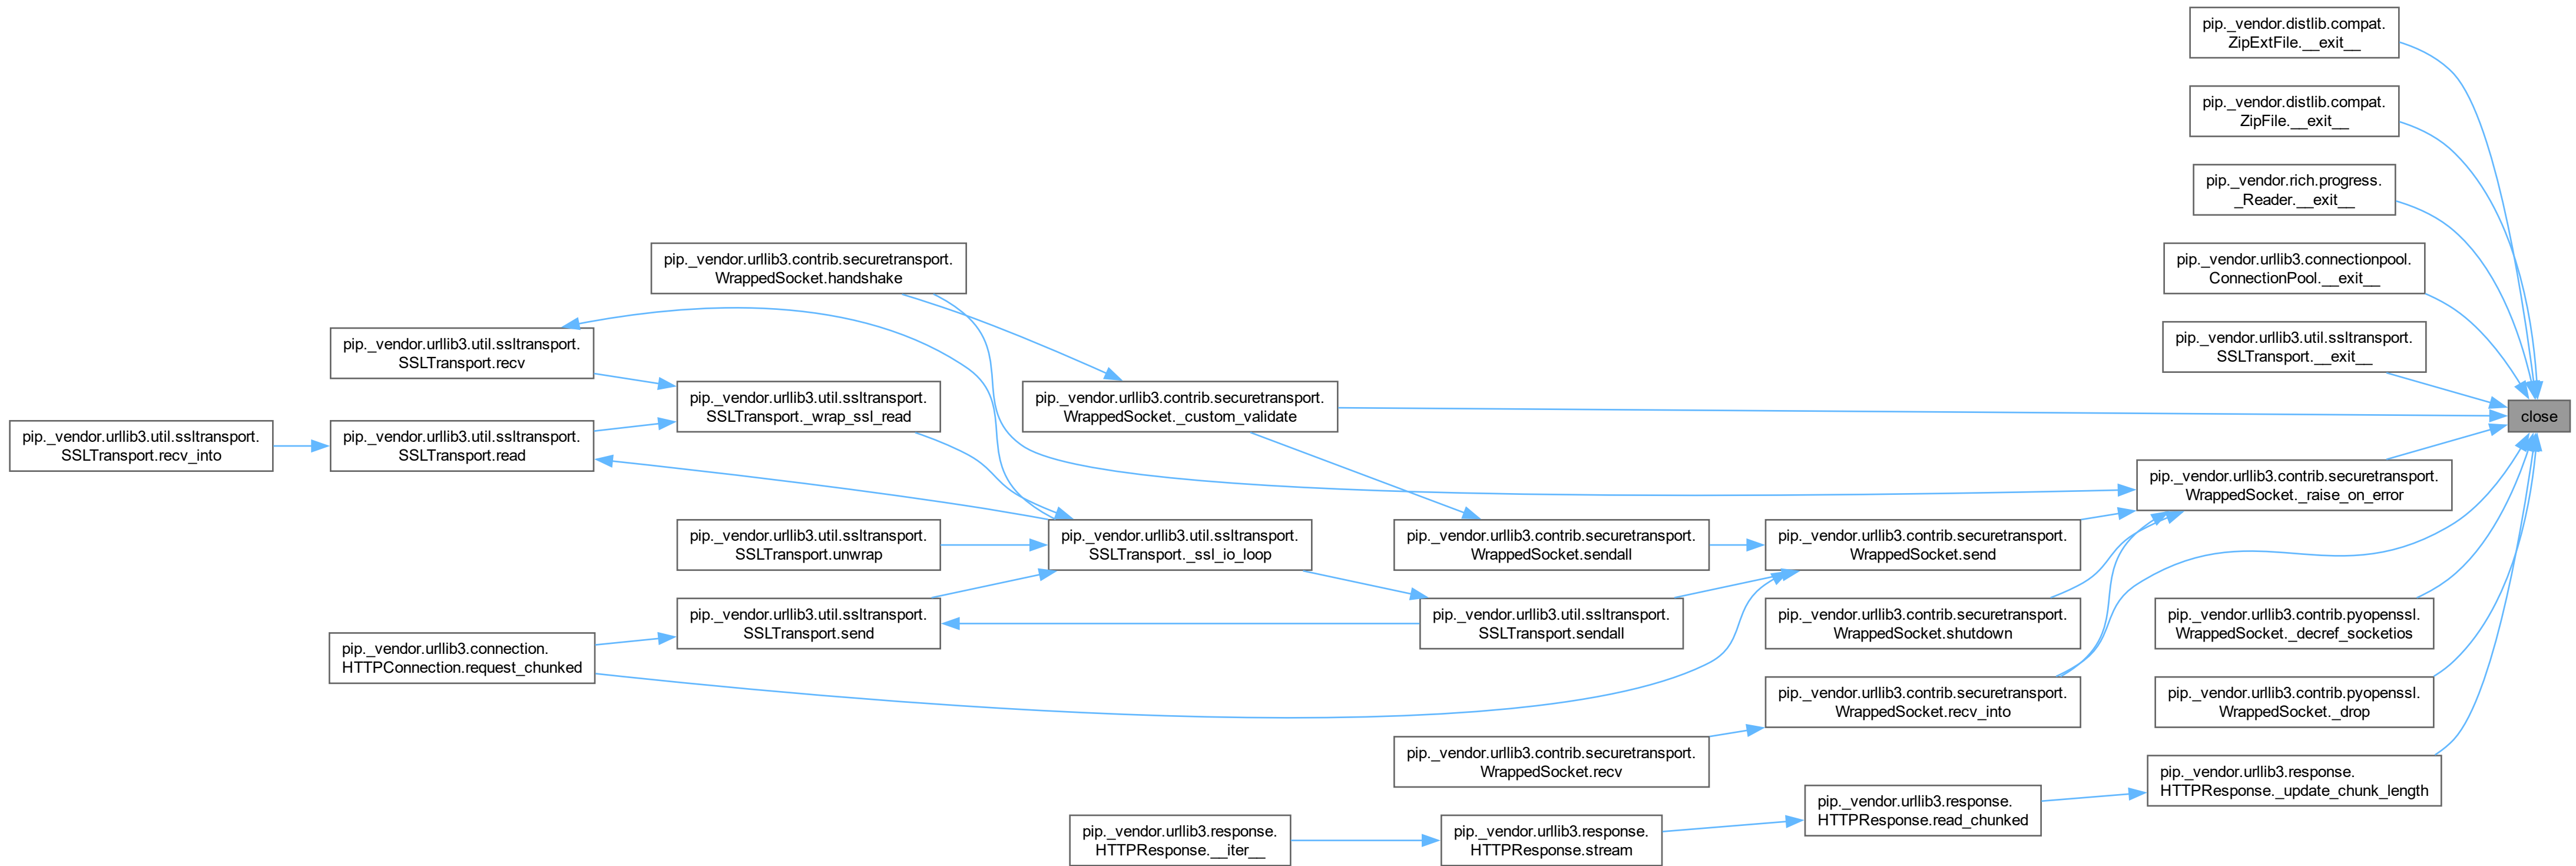 pip._vendor.distlib.compat.
ZipExtFile.__exit__
pip._vendor.distlib.compat.
ZipFile.__exit__
pip._vendor.rich.progress.
_Reader.__exit__
pip._vendor.urllib3.connectionpool.
ConnectionPool.__exit__
pip._vendor.urllib3.util.ssltransport.
SSLTransport.__exit__
close
pip._vendor.urllib3.contrib.securetransport.
WrappedSocket.handshake
pip._vendor.urllib3.util.ssltransport.
SSLTransport.recv
pip._vendor.urllib3.util.ssltransport.
SSLTransport._wrap_ssl_read
pip._vendor.urllib3.contrib.securetransport.
WrappedSocket._custom_validate
pip._vendor.urllib3.util.ssltransport.
SSLTransport.recv_into
pip._vendor.urllib3.util.ssltransport.
SSLTransport.read
pip._vendor.urllib3.contrib.securetransport.
WrappedSocket._raise_on_error
pip._vendor.urllib3.util.ssltransport.
SSLTransport.unwrap
pip._vendor.urllib3.util.ssltransport.
SSLTransport._ssl_io_loop
pip._vendor.urllib3.contrib.securetransport.
WrappedSocket.sendall
pip._vendor.urllib3.contrib.securetransport.
WrappedSocket.send
pip._vendor.urllib3.util.ssltransport.
SSLTransport.send
pip._vendor.urllib3.util.ssltransport.
SSLTransport.sendall
pip._vendor.urllib3.contrib.securetransport.
WrappedSocket.shutdown
pip._vendor.urllib3.contrib.pyopenssl.
WrappedSocket._decref_socketios
pip._vendor.urllib3.connection.
HTTPConnection.request_chunked
pip._vendor.urllib3.contrib.securetransport.
WrappedSocket.recv_into
pip._vendor.urllib3.contrib.pyopenssl.
WrappedSocket._drop
pip._vendor.urllib3.contrib.securetransport.
WrappedSocket.recv
pip._vendor.urllib3.response.
HTTPResponse._update_chunk_length
pip._vendor.urllib3.response.
HTTPResponse.read_chunked
pip._vendor.urllib3.response.
HTTPResponse.stream
pip._vendor.urllib3.response.
HTTPResponse.__iter__